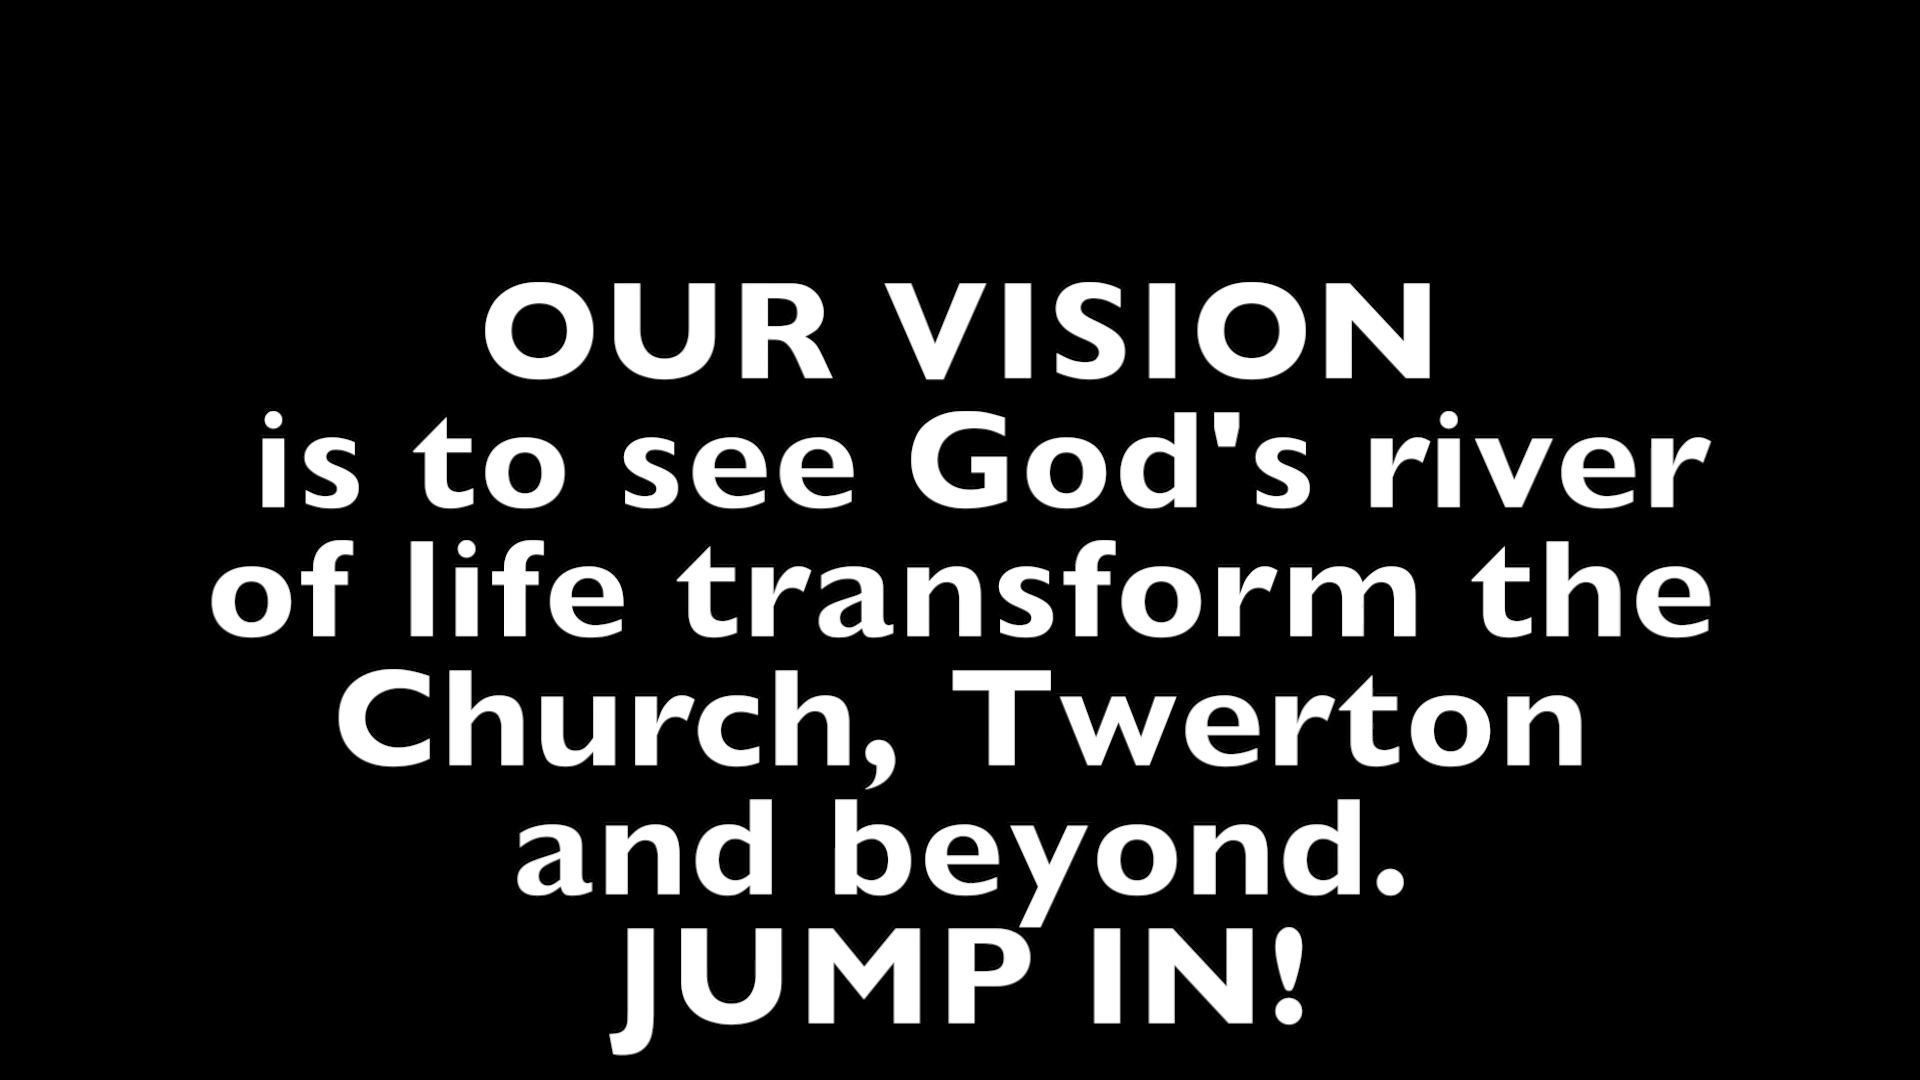 OUR VISION
is to see God's river
of life transform the
Church, Twerton
and beyond.
JUMP IN!